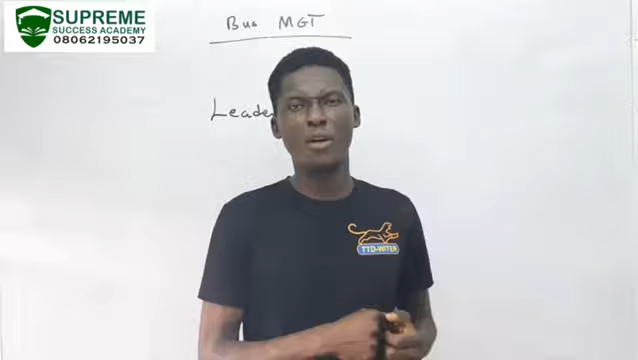 SUPREME
SUCCESS ACADEMY
08062195037
Bus MGT
Leade
TTD-WITER